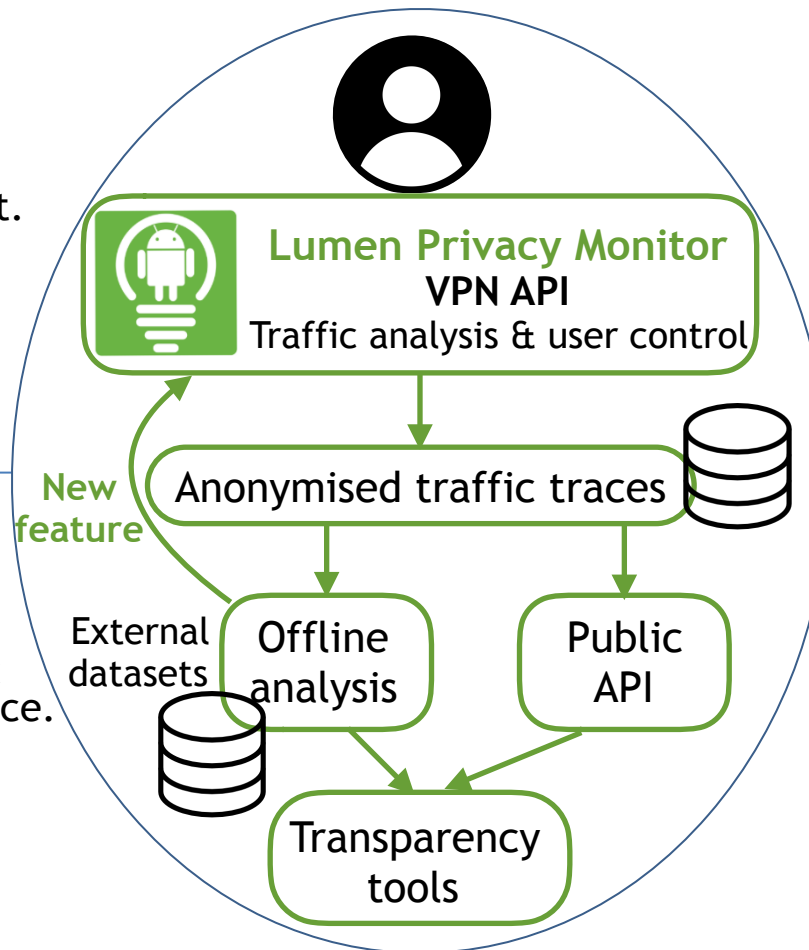 t.
Lumen Privacy Monitor
VPN API
Traffic analysis & user control
Anonymised traffic traces
New
feature
External
datasets
Offline
analysis
Public
API
ce.
Transparency
tools